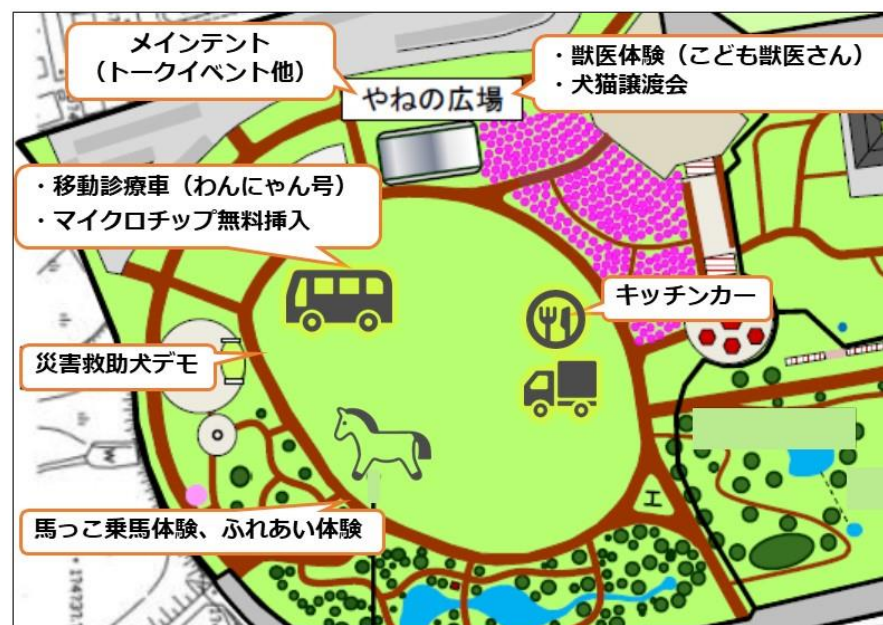 メインテント
（トークイベント他）
・獣医体験（こども獣医さん）
・犬猫譲渡会
やねの広場
・移動診療車（わんにゃん号）
・マイクロチップ無料挿入
キッチンカー
災害救助犬デモ
馬っこ乗馬体験、ふれあい体験